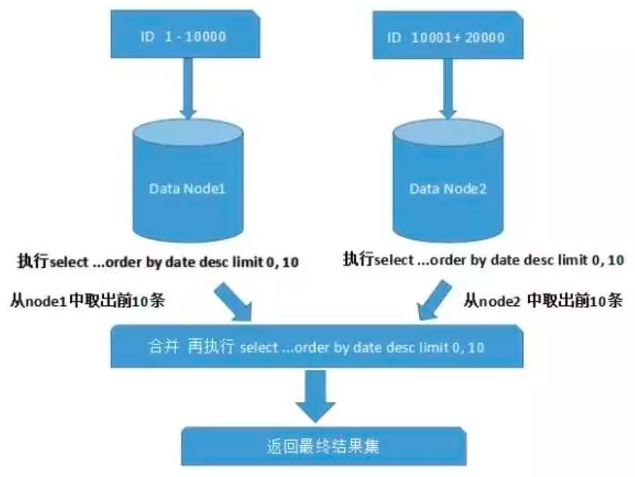 ID 1 - 10000
ID 10001+ 20000
Data Node1
Data Node2
执行select ...order by date desc limit 0, 10
执行select ...order by date desc limit 0, 10
从node1中取出前10条
从node2 中取出前10条
合并 再执行 select ...order by date desc limit 0, 10
返回最终结果集